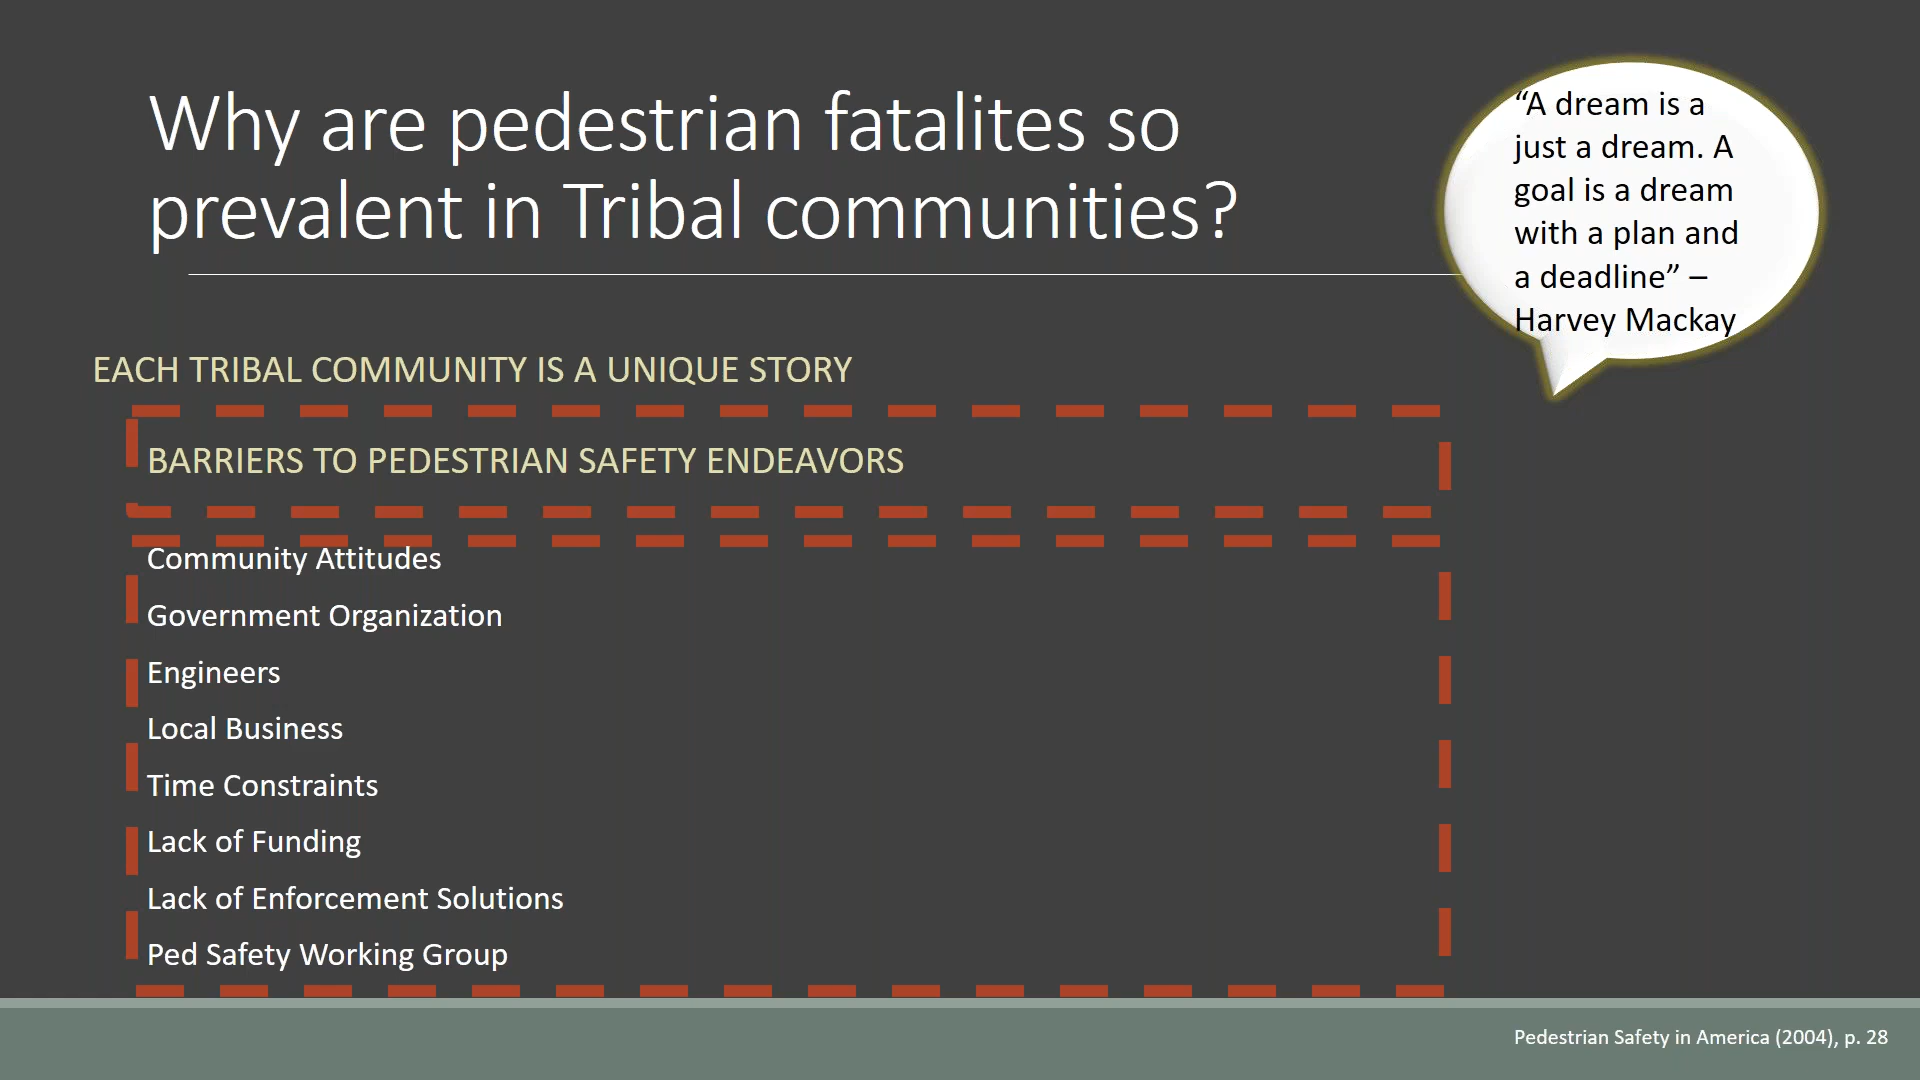 Why are pedestrian fatalites so
prevalent in Tribal communities?
“A dream is a
just a dream. A
goal is a dream
with a plan and
a deadline” –
Harvey Mackay
EACH TRIBAL COMMUNITY IS A UNIQUE STORY
BARRIERS TO PEDESTRIAN SAFETY ENDEAVORS
Community Attitudes
Government Organization
Engineers
Local Business
Time Constraints
Lack of Funding
Lack of Enforcement Solutions
Ped Safety Working Group
Pedestrian Safety in America (2004), p. 28